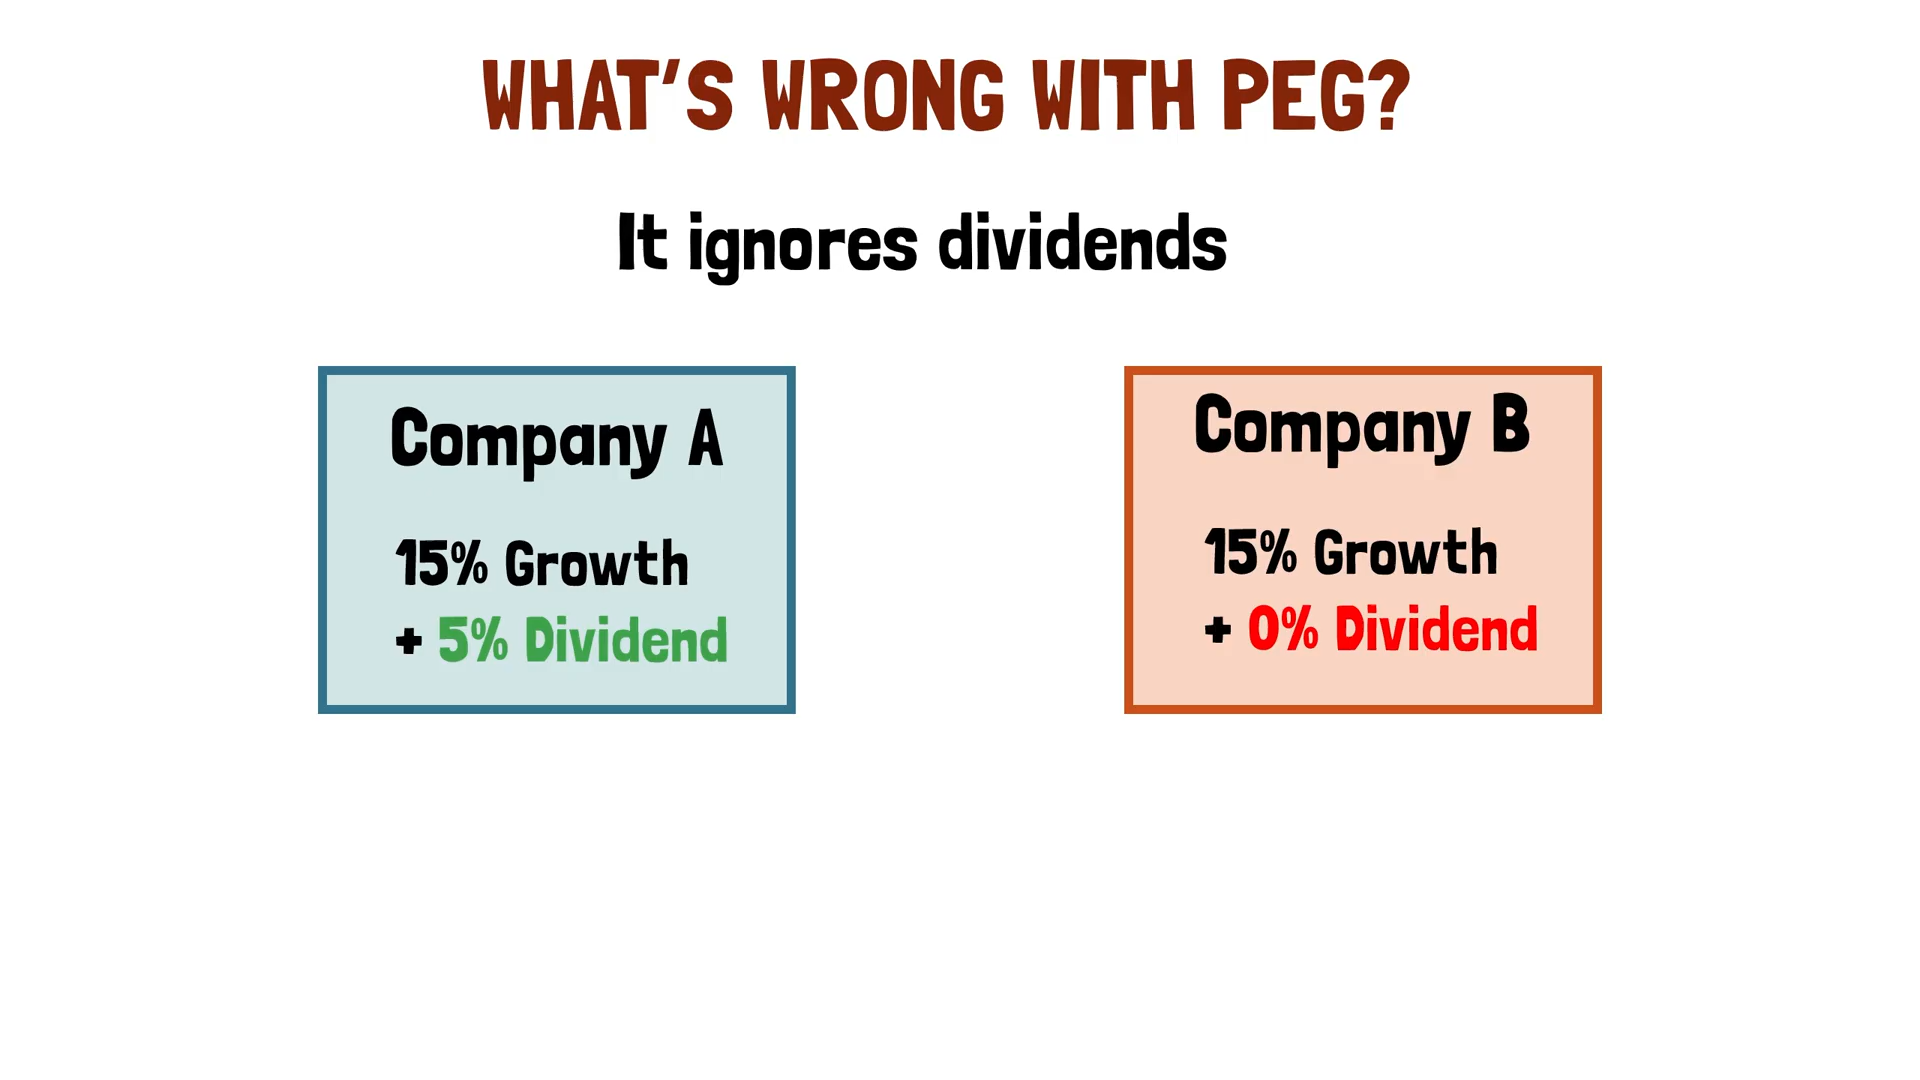 WHAT'S WRONG WITH PEG?
It ignores dividends
Company A
15% Growth
+ 5% Dividend
Company B
15% Growth
+ 0% Dividend